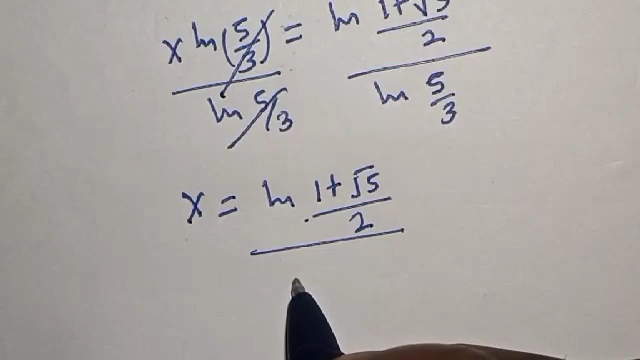 x ln(5/3) = ln (1+√5)/2
ln 5/3 ln 5/3
x = ln (1+√5)/2